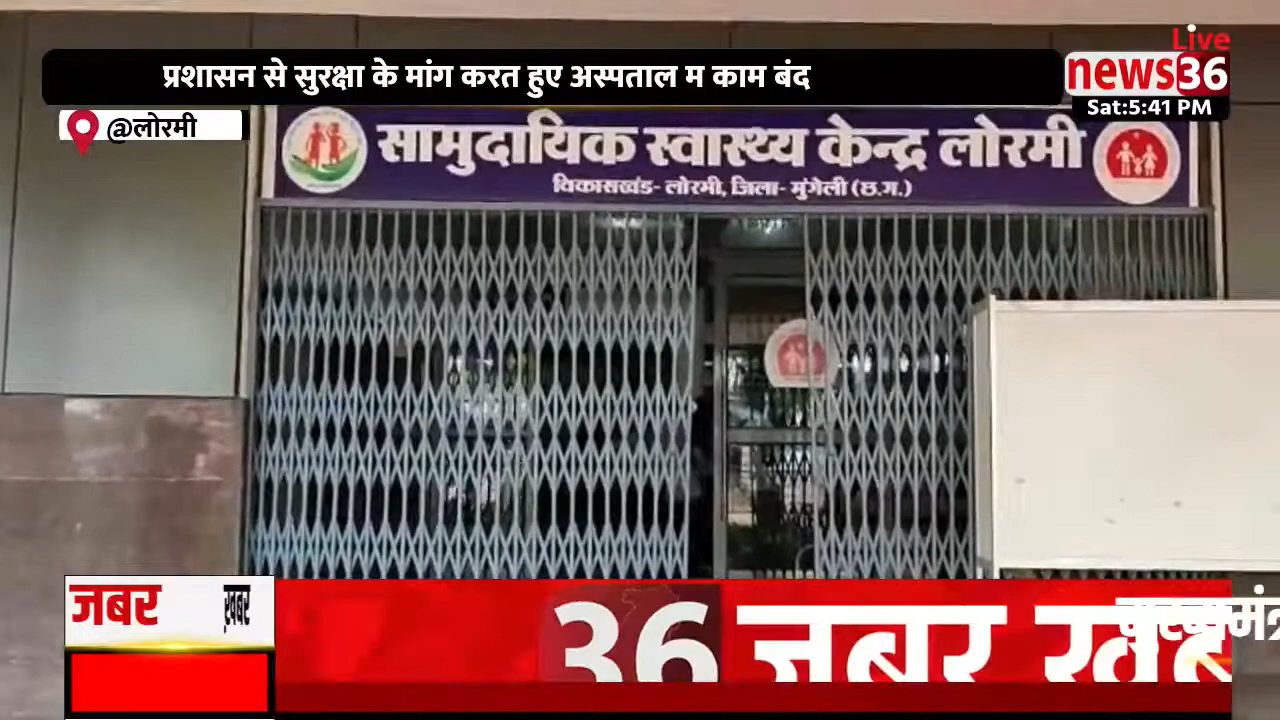 प्रशासन से सुरक्षा के मांग करत हुए अस्पताल म काम बंद
Live
news36
Sat:5:41 PM
@लोरमी
सामुदायिक स्वास्थ्य केन्द्र लोरमी
विकासखंड- लोरमी, जिला- मुंगेली (छ.ग.)
जबर ख़बर
36 जबर